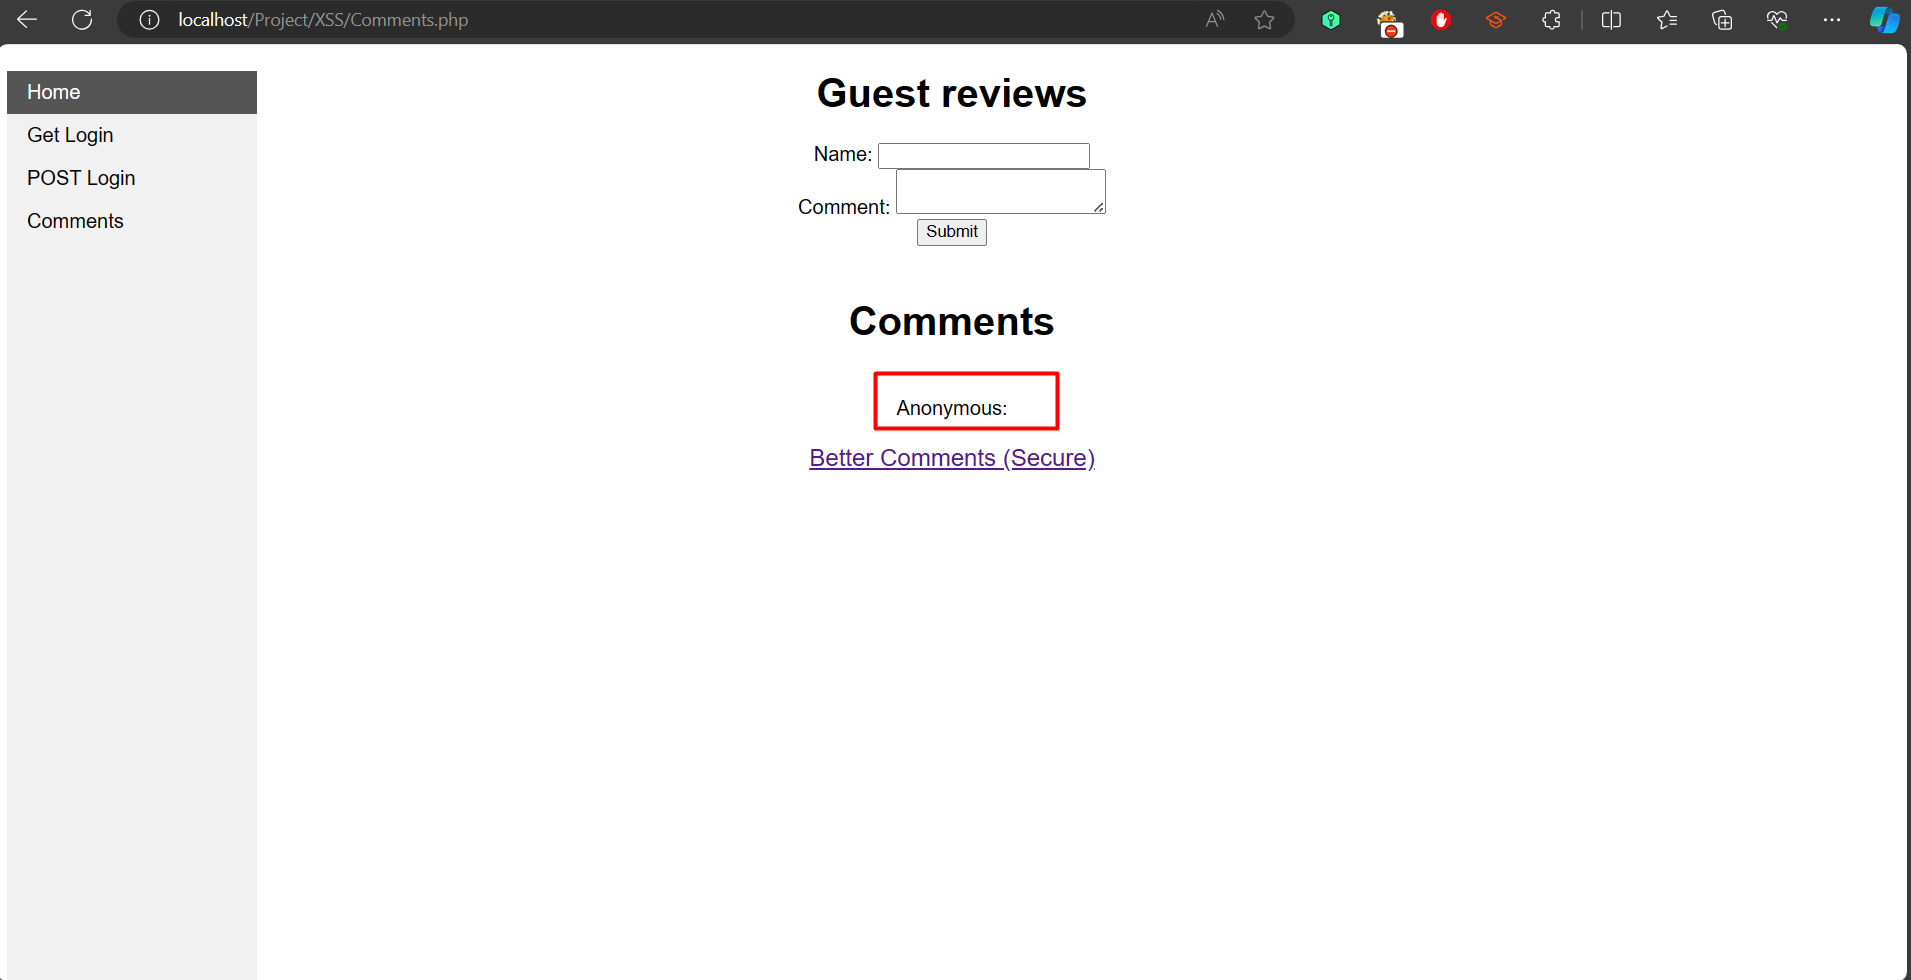 localhost/Project/XSS/Comments.php
Home
Get Login
POST Login
Comments
Guest reviews
Name:
Comment:
Submit
Comments
Anonymous:
Better Comments (Secure)